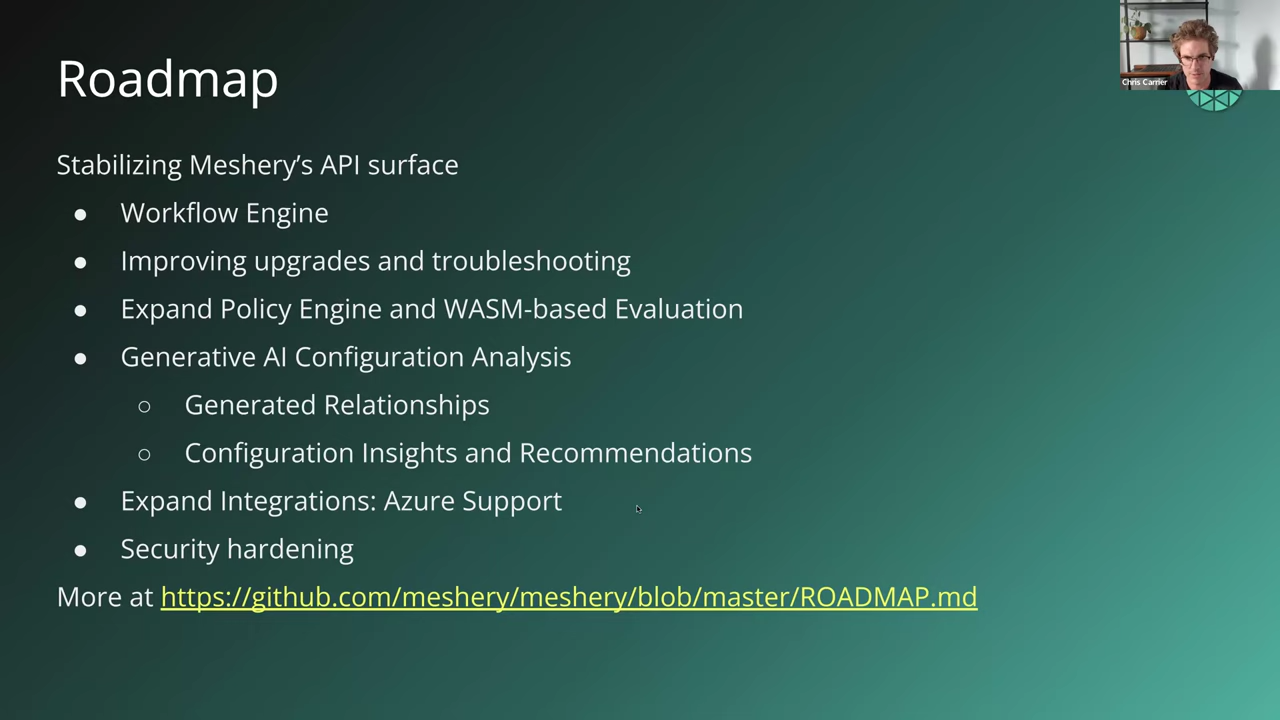 Roadmap
Chris Carrier
Stabilizing Meshery’s API surface
● Workflow Engine
● Improving upgrades and troubleshooting
● Expand Policy Engine and WASM-based Evaluation
● Generative AI Configuration Analysis
○ Generated Relationships
○ Configuration Insights and Recommendations
● Expand Integrations: Azure Support
● Security hardening
More at https://github.com/meshery/meshery/blob/master/ROADMAP.md